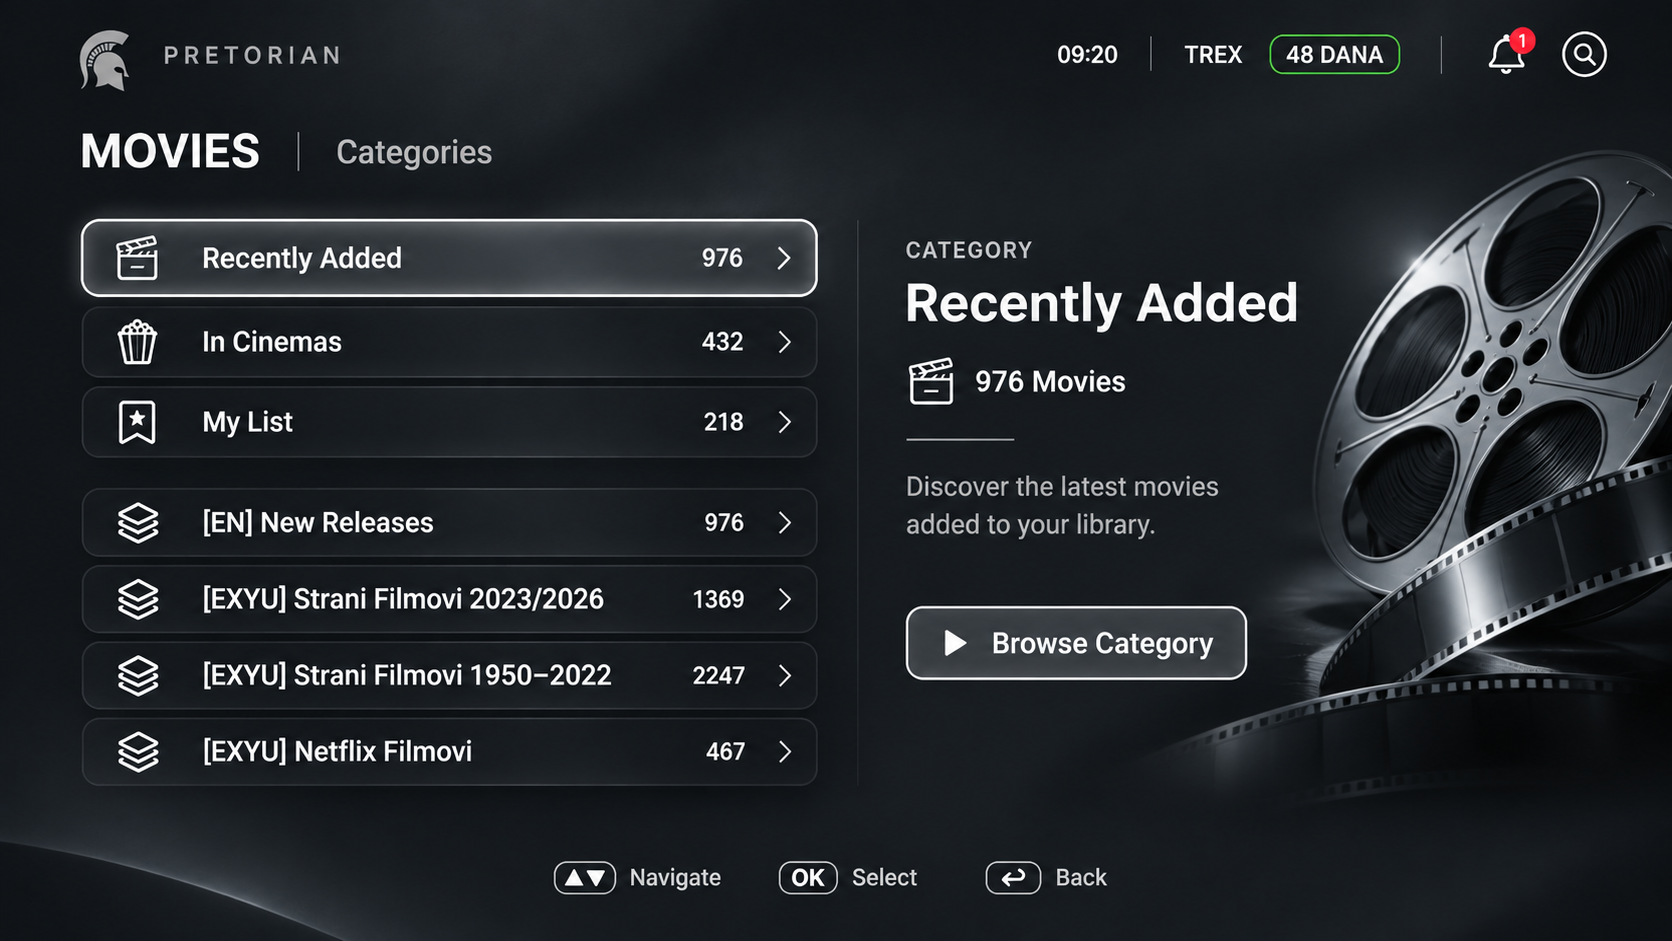 PRETORIAN
09:20
TREX
48 DANA
1
MOVIES
Categories
Recently Added 976
In Cinemas 432
My List 218
[EN] New Releases 976
[EXYU] Strani Filmovi 2023/2026 1369
[EXYU] Strani Filmovi 1950–2022 2247
[EXYU] Netflix Filmovi 467
CATEGORY
Recently Added
976 Movies
Discover the latest movies
added to your library.
Browse Category
Navigate
OK Select
Back